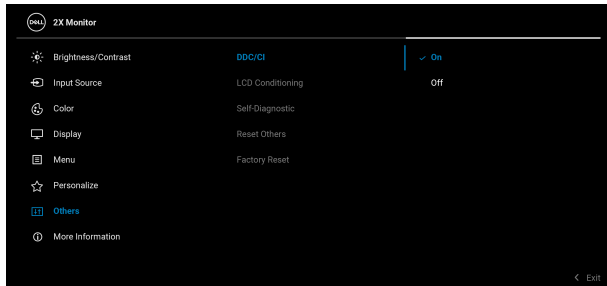 DELL 2X Monitor
Brightness/Contrast DDC/CI ✓ On
Input Source LCD Conditioning Off
Color Self-Diagnostic
Display Reset Others
Menu Factory Reset
Personalize
Others
More Information
< Exit